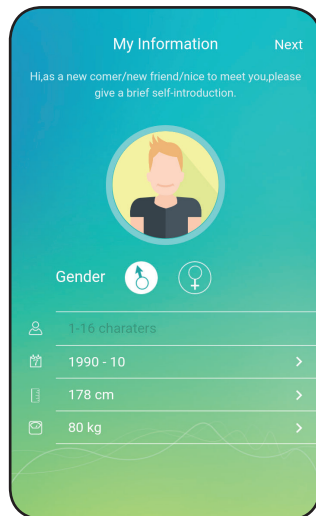 My Information
Next
Hi,as a new comer/new friend/nice to meet you,please
give a brief self-introduction.
Gender
1-16 charaters
1990 - 10
178 cm
80 kg